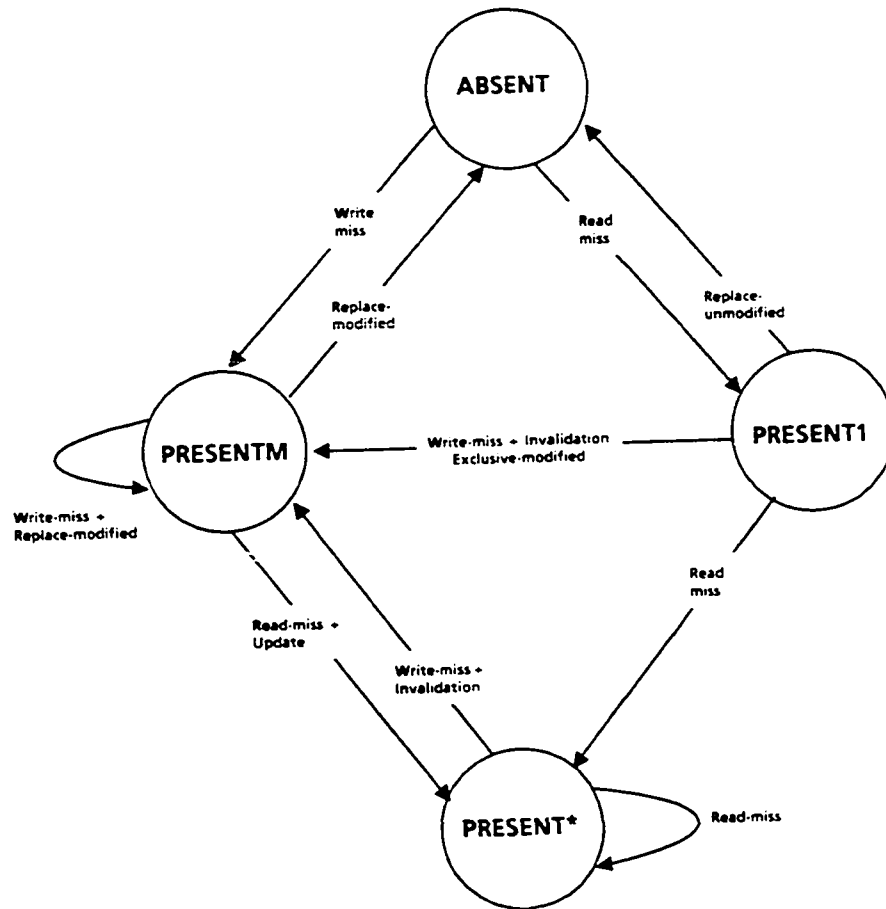 ABSENT
Write
miss
Read
miss
Replace-
modified
Replace-
unmodified
PRESENTM
Write-miss + Invalidation
Exclusive-modified
PRESENT1
Write-miss +
Replace-modified
Read
miss
Read-miss +
Update
Write-miss +
Invalidation
PRESENT*
Read-miss